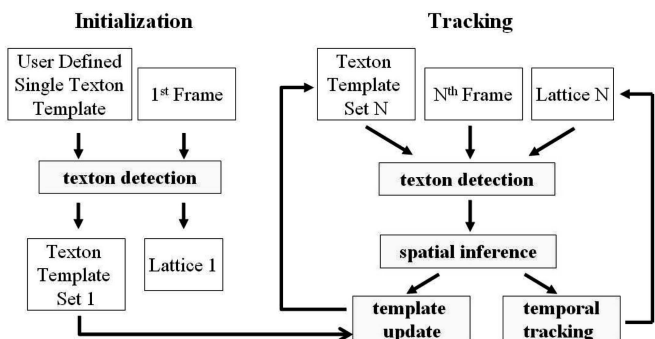 Initialization
User Defined
Single Texton
Template
1st Frame
texton detection
Texton
Template
Set 1
Lattice 1
Tracking
Texton
Template
Set N
Nth Frame
Lattice N
texton detection
spatial inference
template
update
temporal
tracking